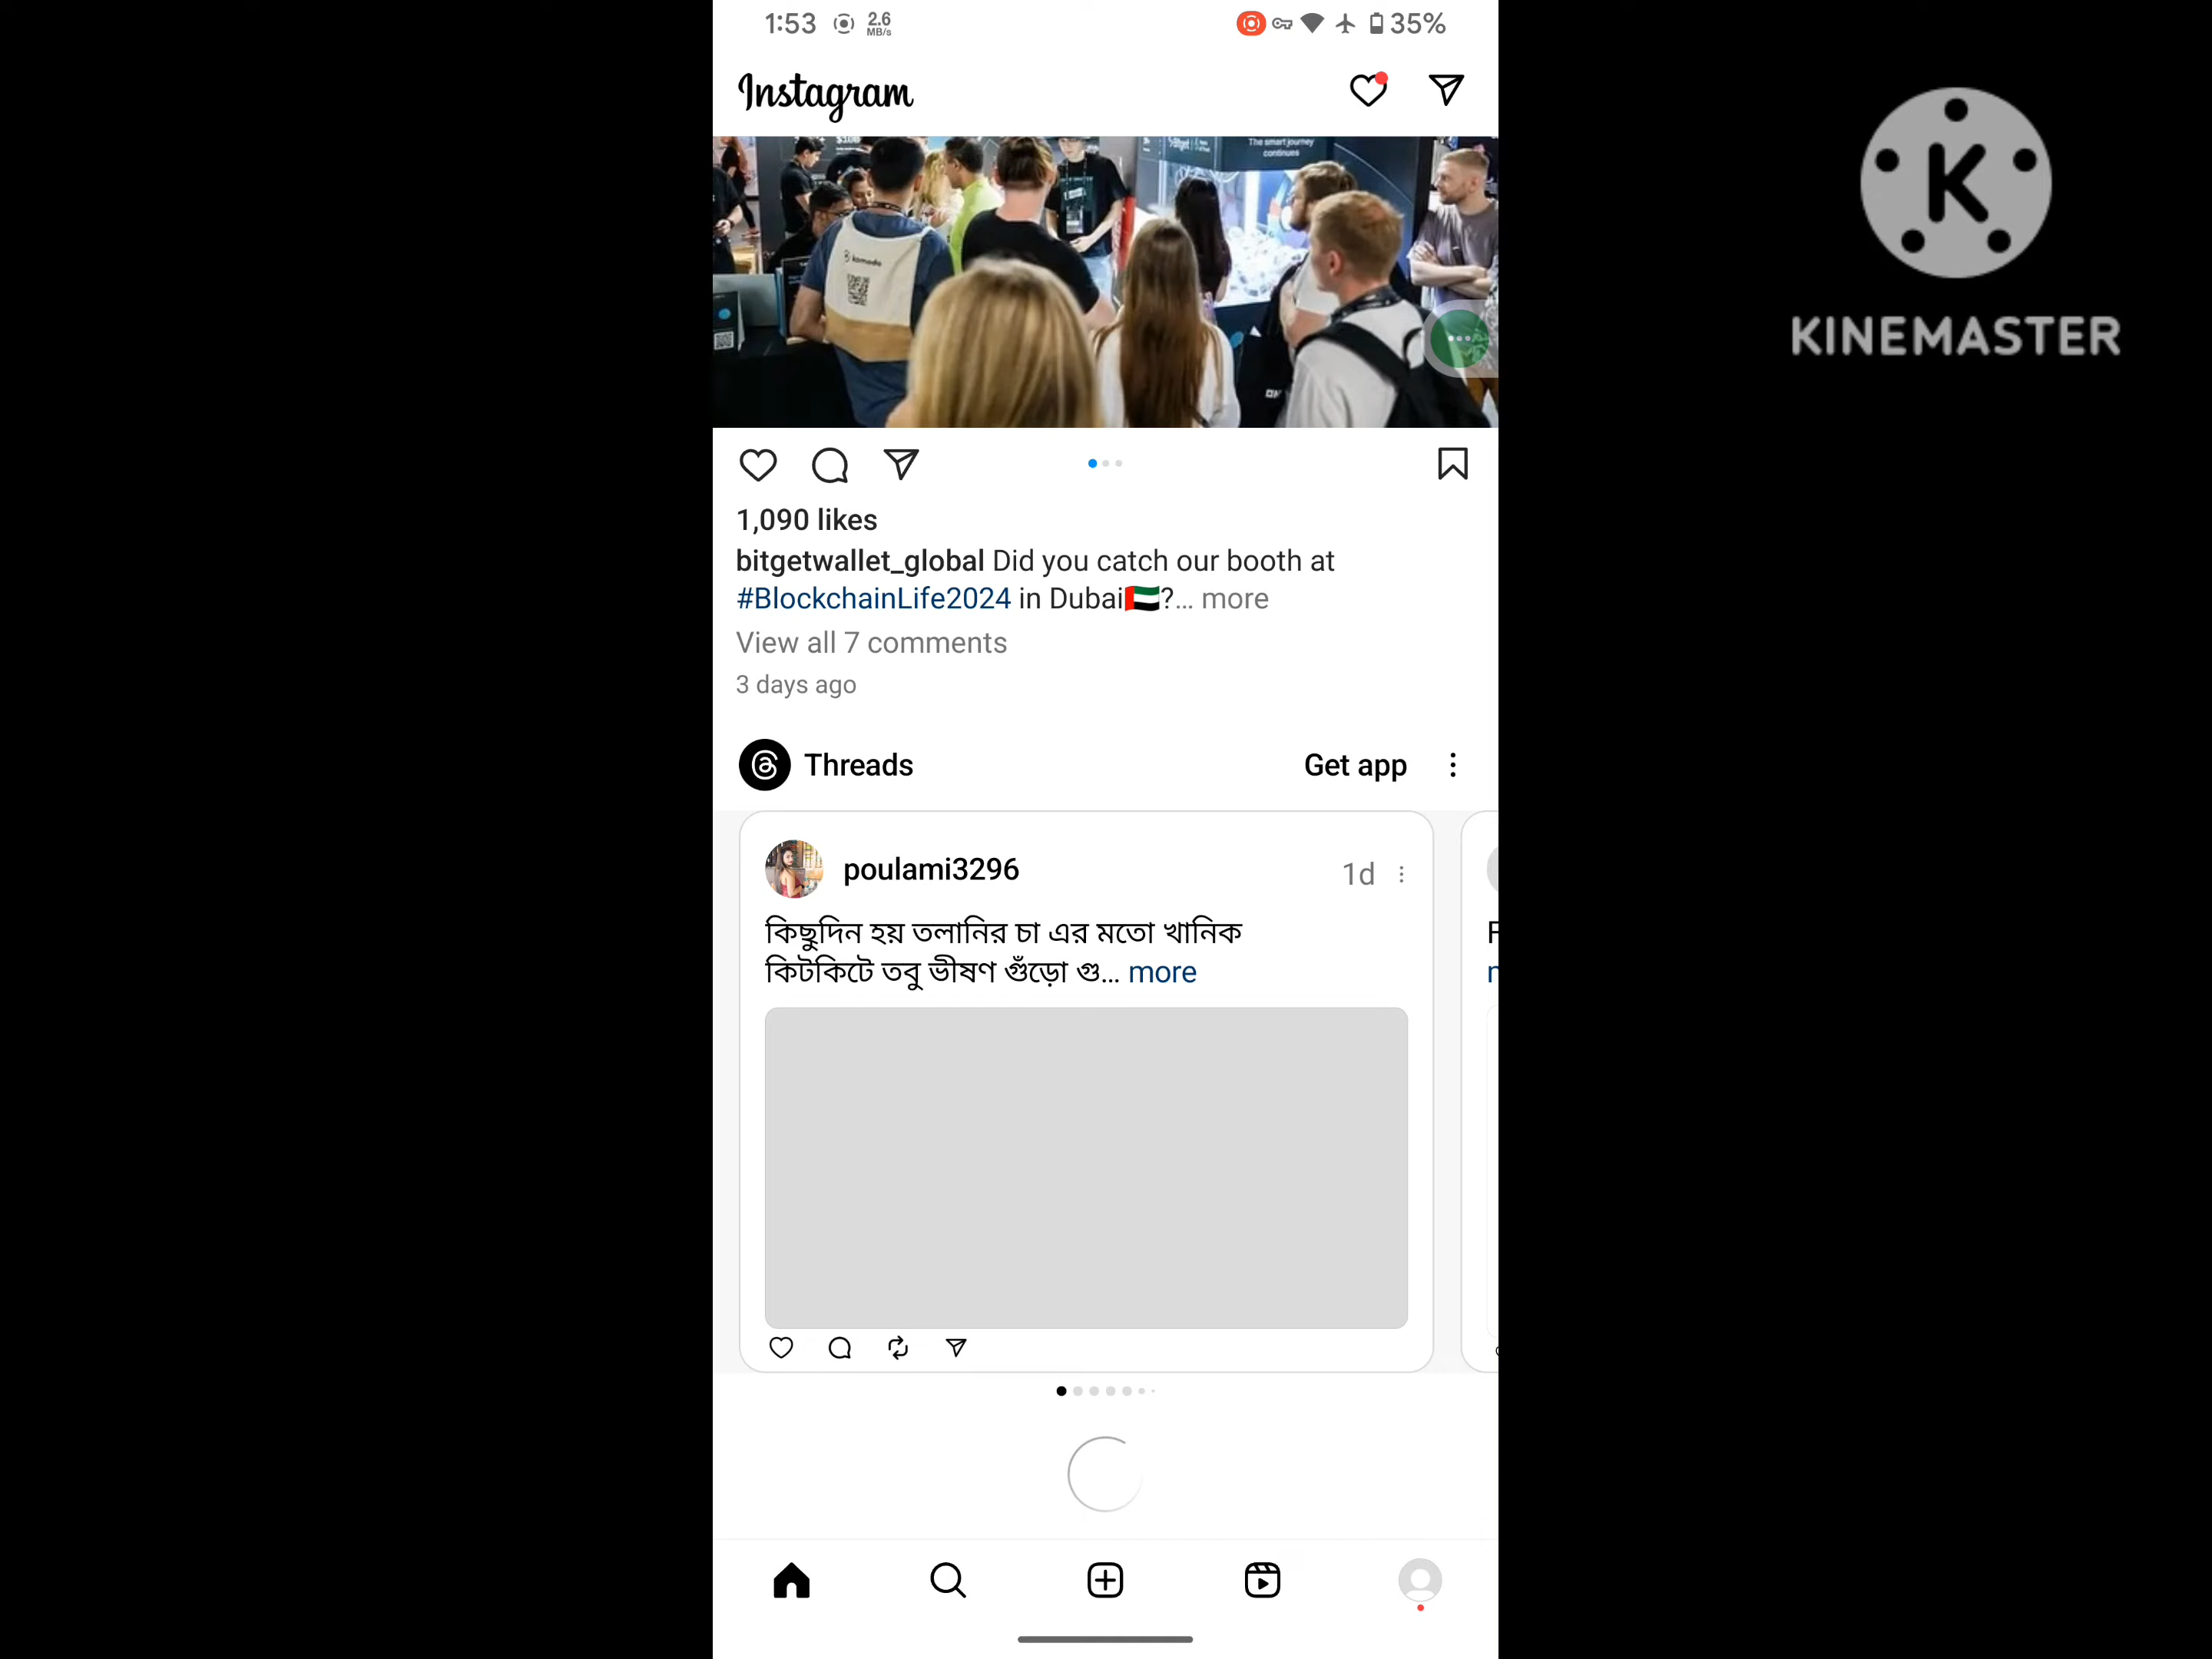 1:53 2.6 MB/s 35%
Instagram
The smart journey
continues
komodo
KINEMASTER
1,090 likes
bitgetwallet_global Did you catch our booth at
#BlockchainLife2024 in Dubai🇦🇪?... more
View all 7 comments
3 days ago
Threads Get app
poulami3296 1d
কিছুদিন হয় তলানির চা এর মতো খানিক
কিটকিটে তবু ভীষণ গুঁড়ো গু... more